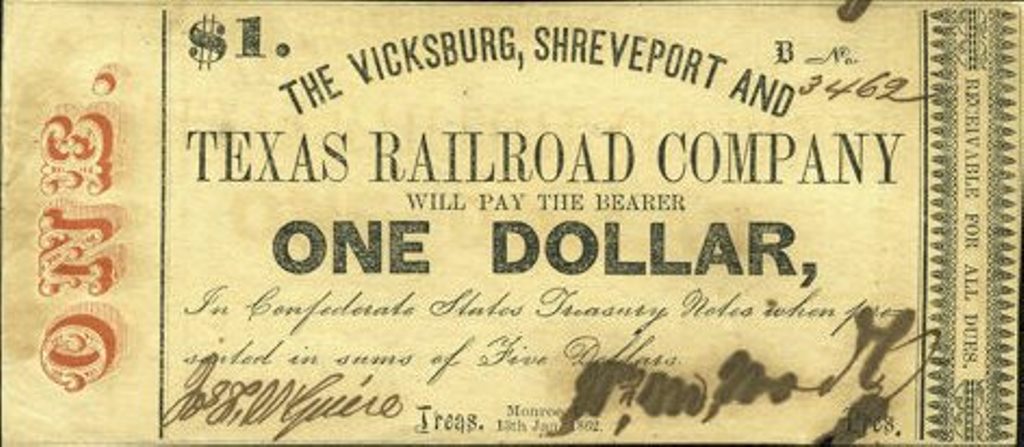 ONE.
$1.
B No.
3462
THE VICKSBURG, SHREVEPORT AND
TEXAS RAILROAD COMPANY
WILL PAY THE BEARER
ONE DOLLAR,
In Confederate States Treasury Notes when pre-
sented in sums of Five Dollars.
Treas.
Monroe
13th Jan. 1862.
Pres.
RECEIVABLE FOR ALL DUES.